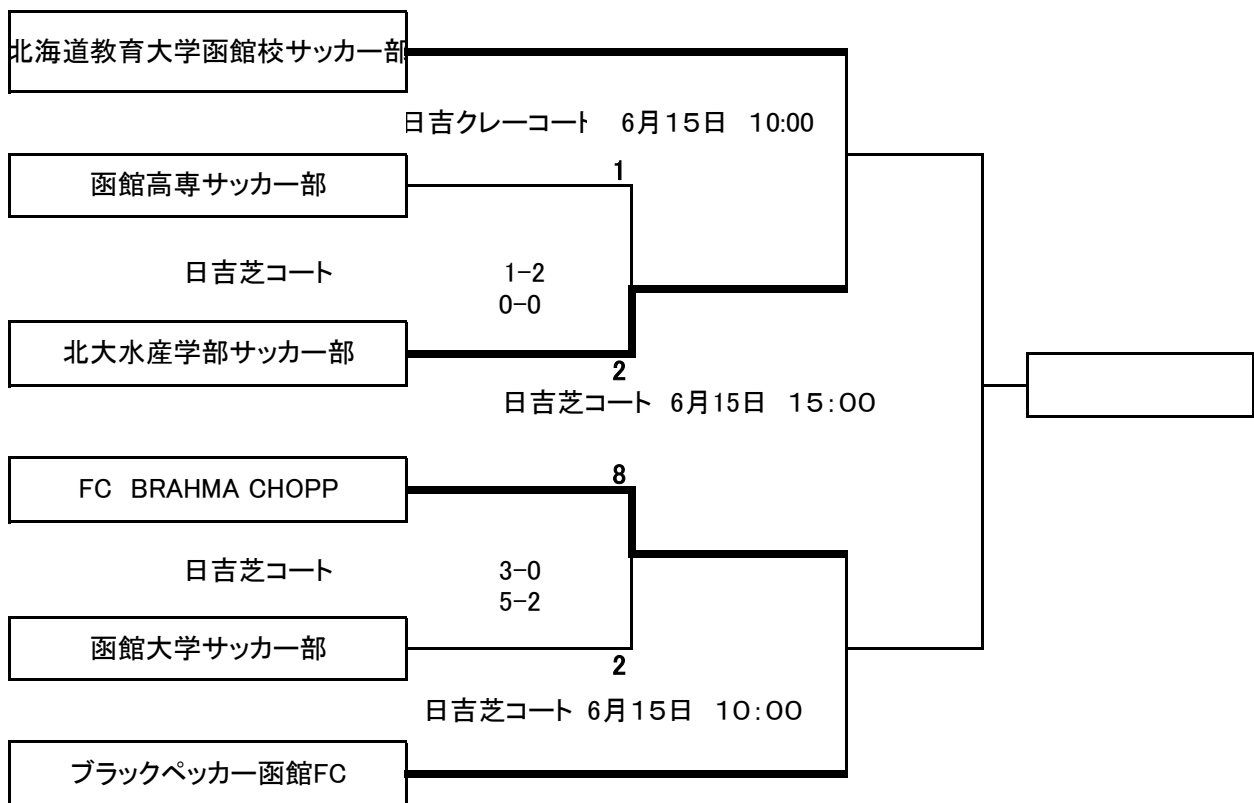 北海道教育大学函館校サッカー部
日吉クレーコート　6月１５日　10:00
函館高専サッカー部
1
日吉芝コート
1-2
0-0
北大水産学部サッカー部
2
日吉芝コート　6月15日　１５：００
FC　BRAHMA CHOPP
8
日吉芝コート
3-0
5-2
函館大学サッカー部
2
日吉芝コート　6月１５日　１０：００
ブラックペッカー函館FC